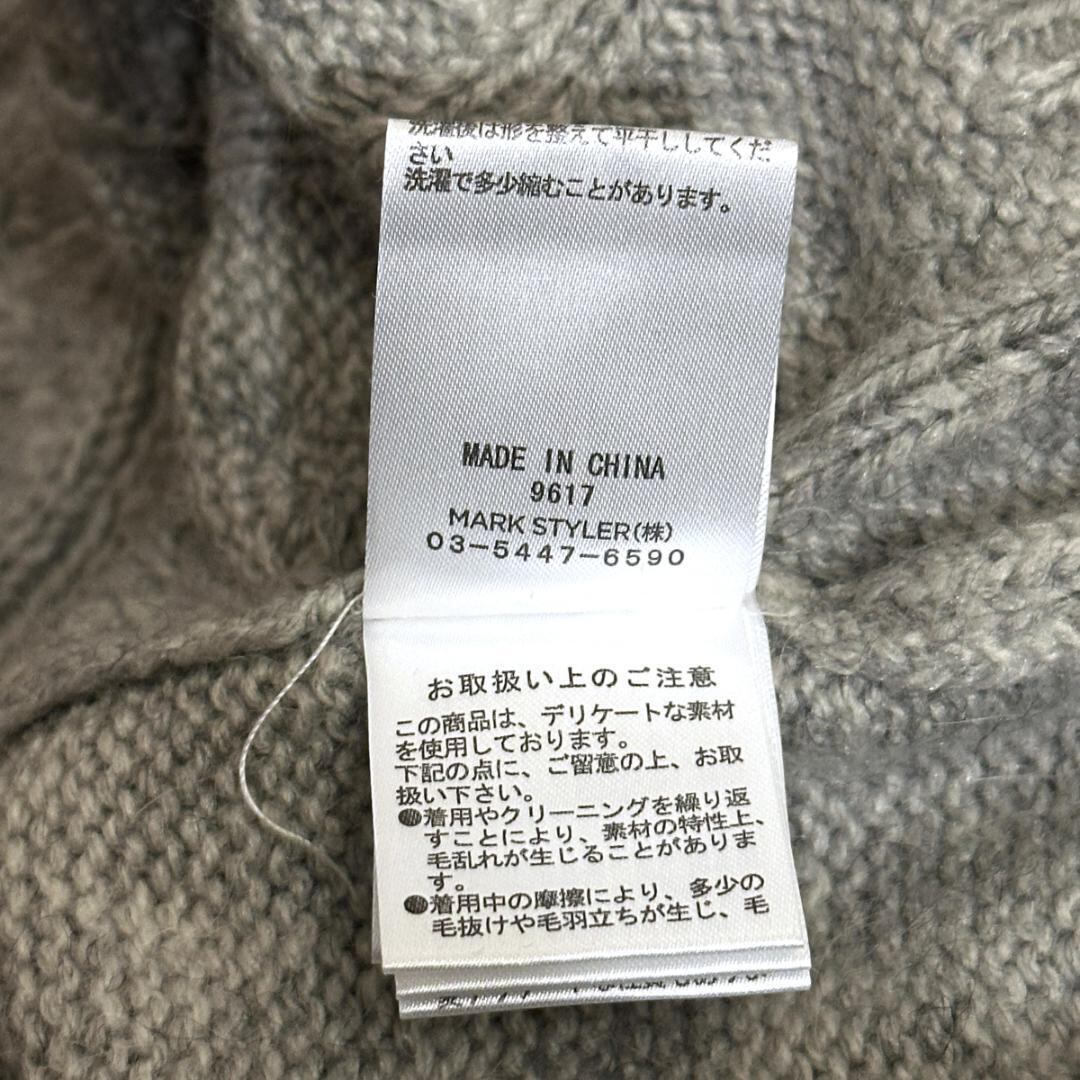 洗濯後は形を整えて平干ししてくだ
さい
洗濯で多少縮むことがあります。
MADE IN CHINA
9617
MARK STYLER(株)
03-5447-6590
お取扱い上のご注意
この商品は、デリケートな素材
を使用しております。
下記の点に、ご留意の上、お取
扱い下さい。
●着用やクリーニングを繰り返
すことにより、素材の特性上、
毛乱れが生じることがありま
す。
●着用中の摩擦により、多少の
毛抜けや毛羽立ちが生じ、毛